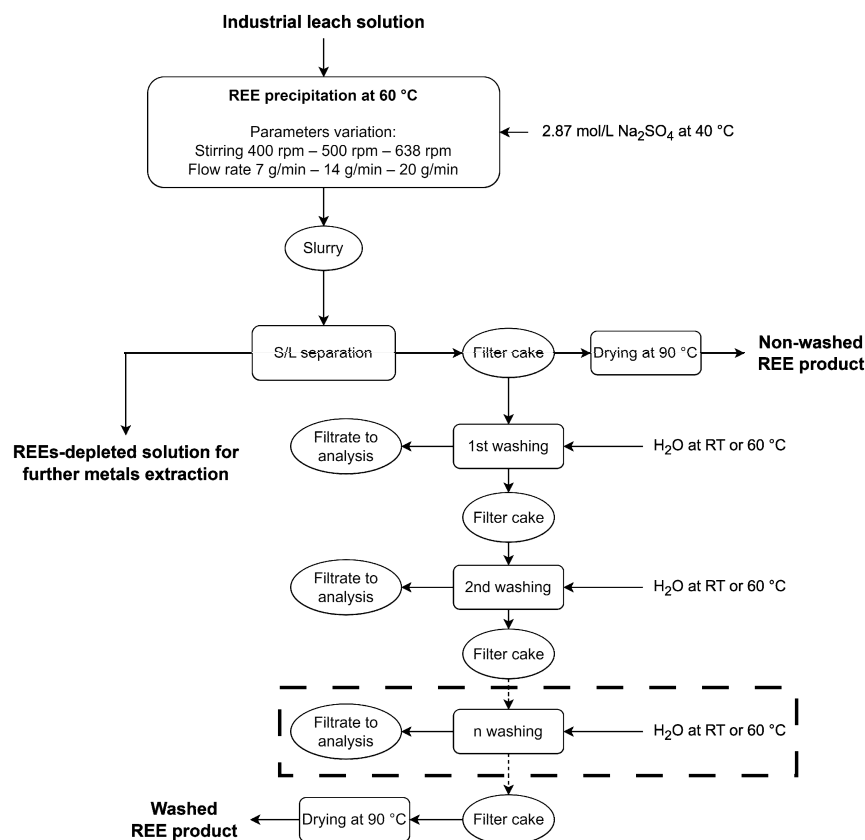 Industrial leach solution
REE precipitation at 60 °C
Parameters variation:
Stirring 400 rpm – 500 rpm – 638 rpm
Flow rate 7 g/min – 14 g/min – 20 g/min
2.87 mol/L Na₂SO₄ at 40 °C
Slurry
S/L separation
Filter cake
Drying at 90 °C
Non-washed
REE product
REEs-depleted solution for
further metals extraction
Filtrate to
analysis
1st washing
H₂O at RT or 60 °C
Filter cake
Filtrate to
analysis
2nd washing
H₂O at RT or 60 °C
Filter cake
Filtrate to
analysis
n washing
H₂O at RT or 60 °C
Washed
REE product
Drying at 90 °C
Filter cake